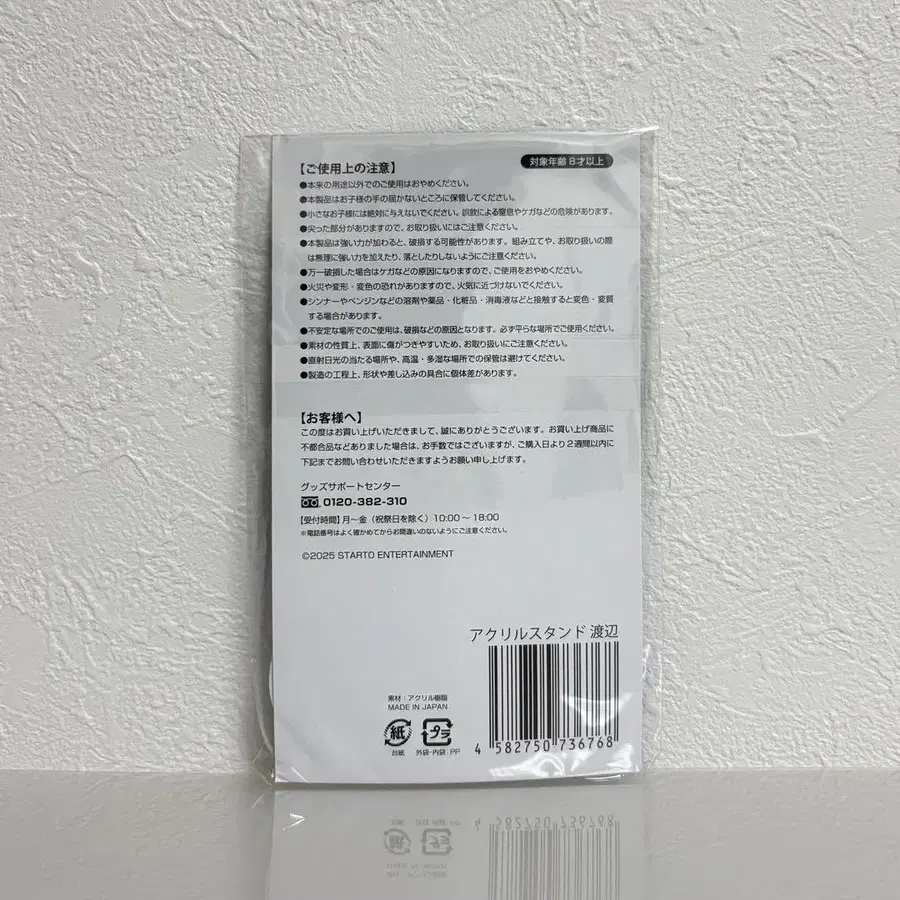 【ご使用上の注意】
対象年齢8才以上
●本来の用途以外でのご使用はおやめください。
●本製品はお子様の手の届かないところに保管してください。
●小さなお子様には絶対に与えないでください。誤飲による窒息やケガなどの危険があります。
●尖った部分がありますので、お取り扱いにはご注意ください。
●本製品は強い力が加わると、破損する可能性があります。組み立てや、お取り扱いの際
は無理に強い力を加えたり、落としたりしないようにご注意ください。
●万一破損した場合はケガなどの原因になりますので、ご使用をおやめください。
●火災や変形・変色の恐れがありますので、火気に近づけないでください。
●シンナーやベンジンなどの溶剤や薬品・化粧品・消毒液などと接触すると変色・変質
する場合があります。
●不安定な場所でのご使用は、破損などの原因となります。必ず平らな場所でご使用ください。
●素材の性質上、表面に傷がつきやすいため、お取り扱いにご注意ください。
●直射日光の当たる場所や、高温・多湿な場所での保管は避けてください。
●製造の工程上、形状や差し込みの具合に個体差があります。
【お客様へ】
この度はお買い上げいただきまして、誠にありがとうございます。お買い上げ商品に
不都合品などありました場合は、お手数ではございますが、ご購入日より2週間以内に
下記までお問い合わせいただきますようお願い申し上げます。
グッズサポートセンター
0120-382-310
【受付時間】月～金（祝祭日を除く）10:00～18:00
※電話番号はよく確かめてからお間違いのないようにご注意ください。
©2025 STARTO ENTERTAINMENT
アクリルスタンド 渡辺
素材：アクリル樹脂
MADE IN JAPAN
紙
プラ
台紙
外袋・内袋：PP
4 582750 736768